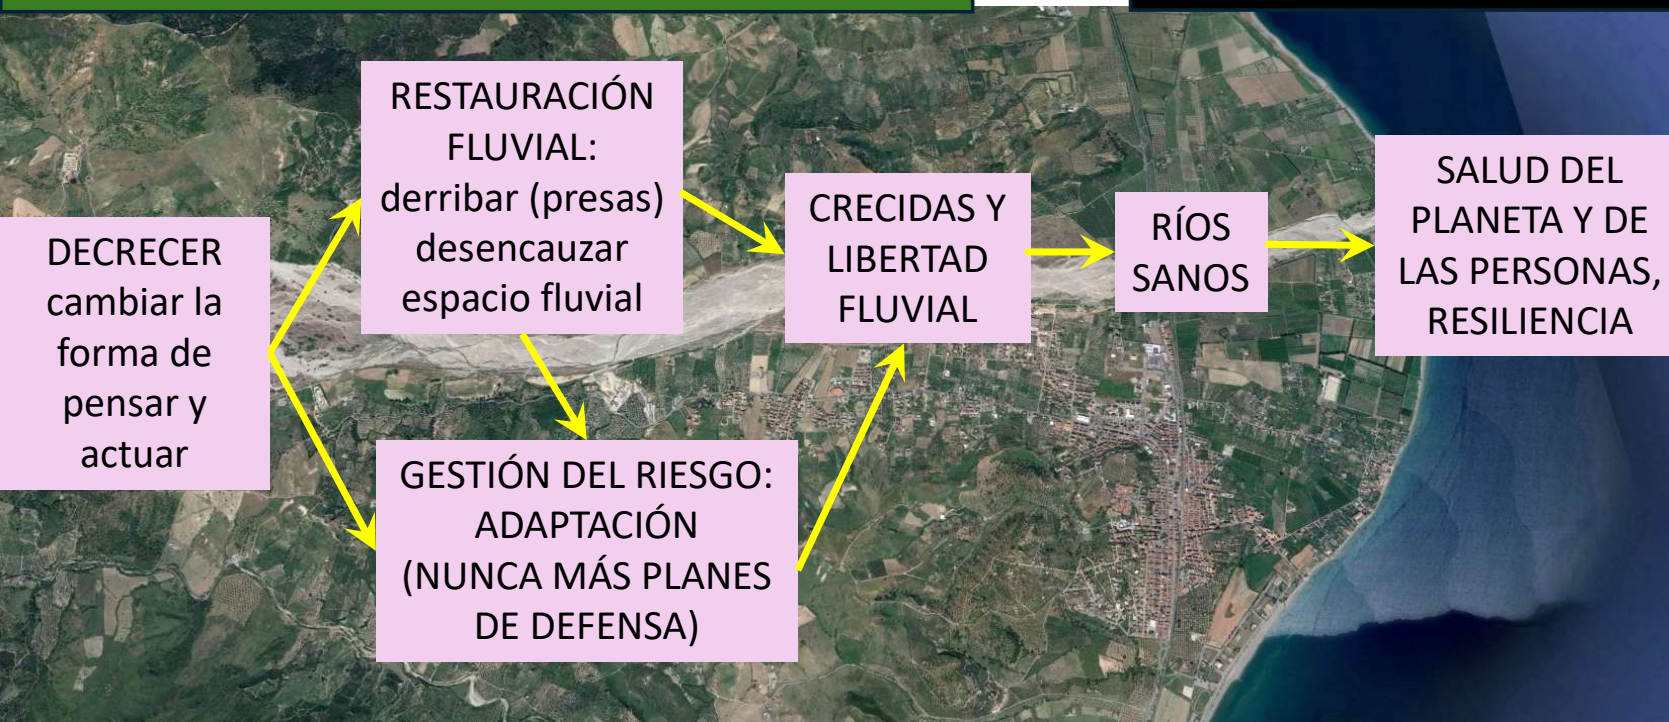 DECRECER
cambiar la
forma de
pensar y
actuar
RESTAURACIÓN
FLUVIAL:
derribar (presas)
desencauzar
espacio fluvial
GESTIÓN DEL RIESGO:
ADAPTACIÓN
(NUNCA MÁS PLANES
DE DEFENSA)
CRECIDAS Y
LIBERTAD
FLUVIAL
RÍOS
SANOS
SALUD DEL
PLANETA Y DE
LAS PERSONAS,
RESILIENCIA